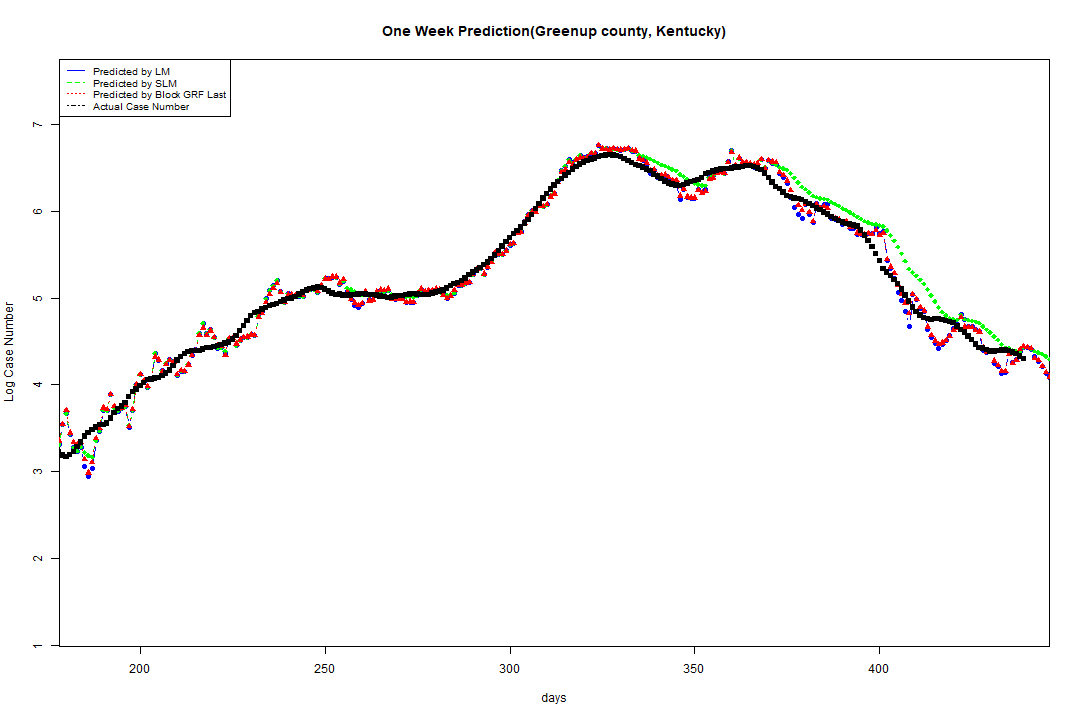 One Week Prediction(Greenup county, Kentucky)
Predicted by LM
Predicted by SLM
Predicted by Block GRF Last
Actual Case Number
7
6
5
4
3
2
1
Log Case Number
200 250 300 350 400
days